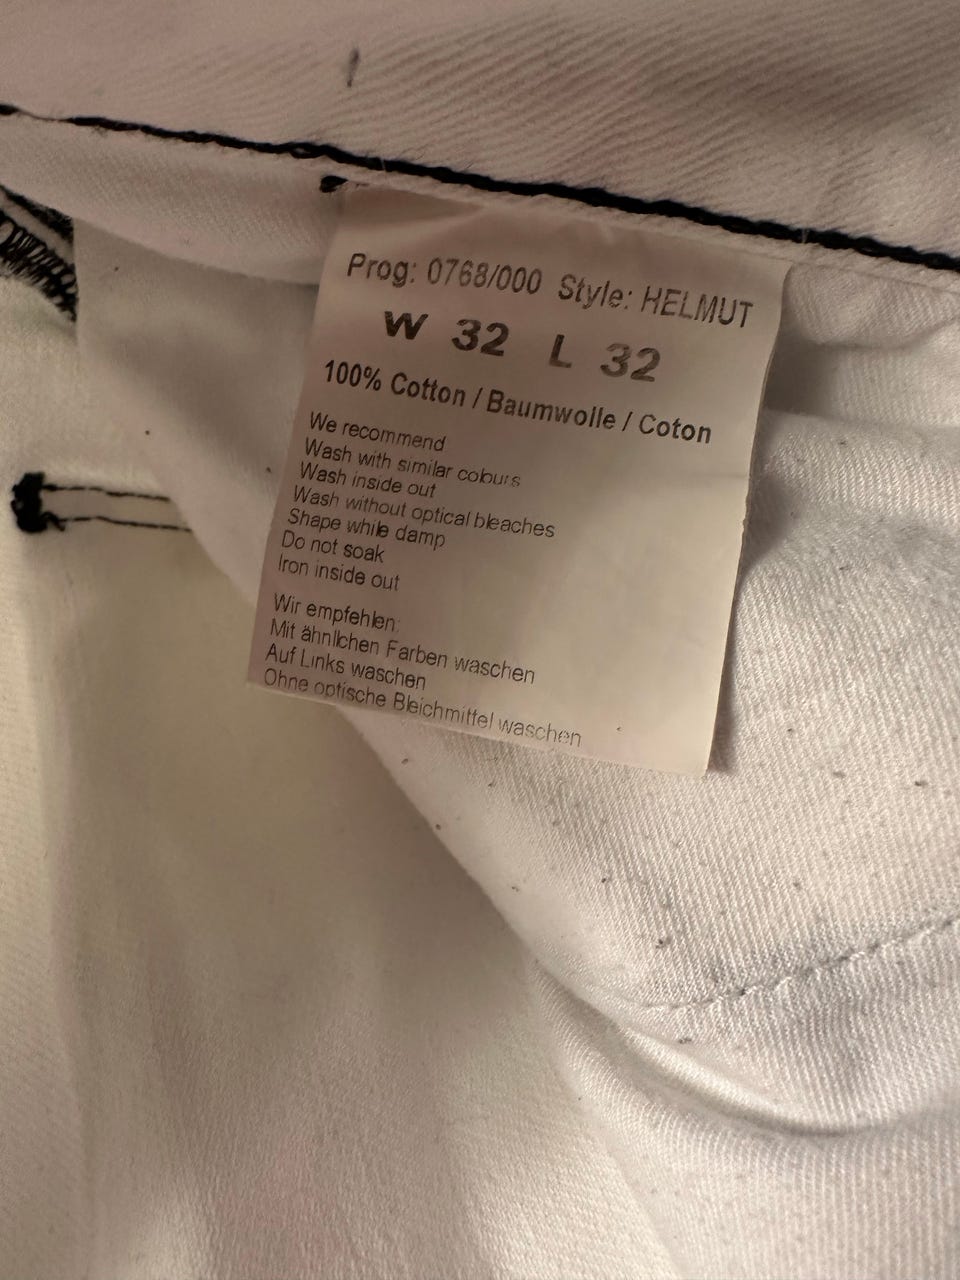 Prog: 0768/000 Style: HELMUT
W 32 L 32
100% Cotton / Baumwolle / Coton
We recommend
Wash with similar colours
Wash inside out
Wash without optical bleaches
Shape while damp
Do not soak
Iron inside out
Wir empfehlen:
Mit ähnlichen Farben waschen
Auf Links waschen
Ohne optische Bleichmittel waschen